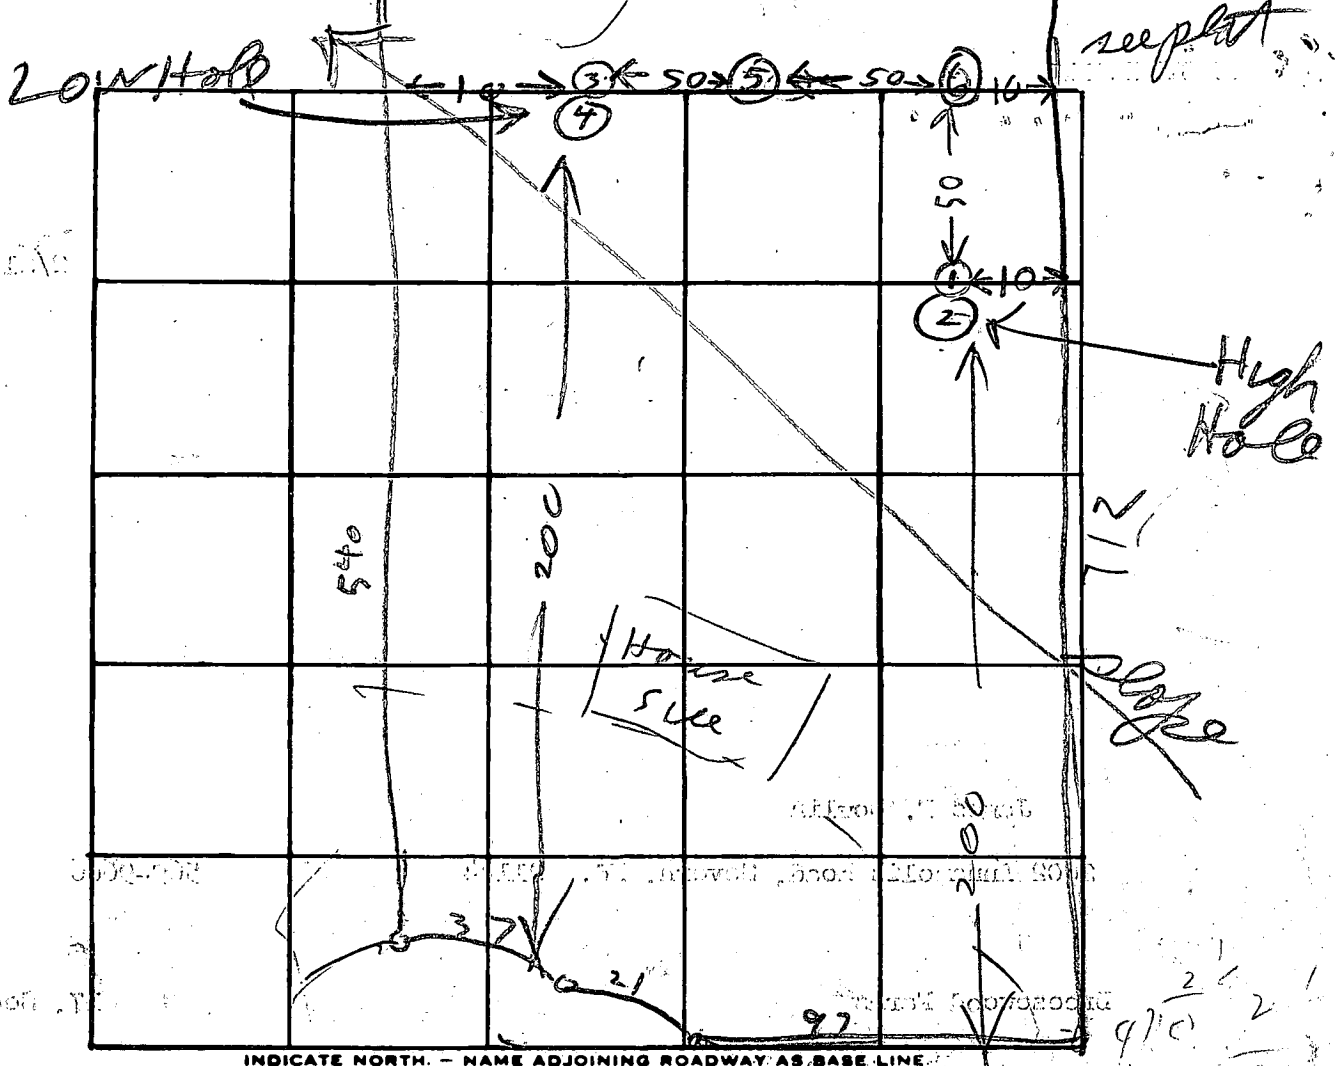 see plat
Low Hole
10 3 50 5 50 6 10
4
50
1 10
2
High
Hole
540
200
712
House
Site
Slope
200
37
21
97
INDICATE NORTH. — NAME ADJOINING ROADWAY AS BASE LINE.